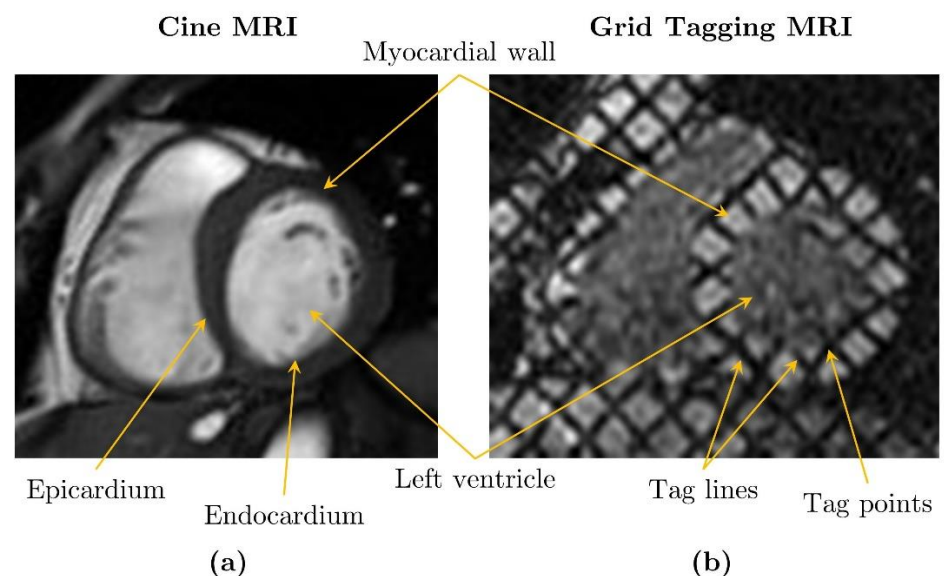 Cine MRI
Grid Tagging MRI
Myocardial wall
Epicardium
Endocardium
Left ventricle
Tag lines
Tag points
(a)
(b)